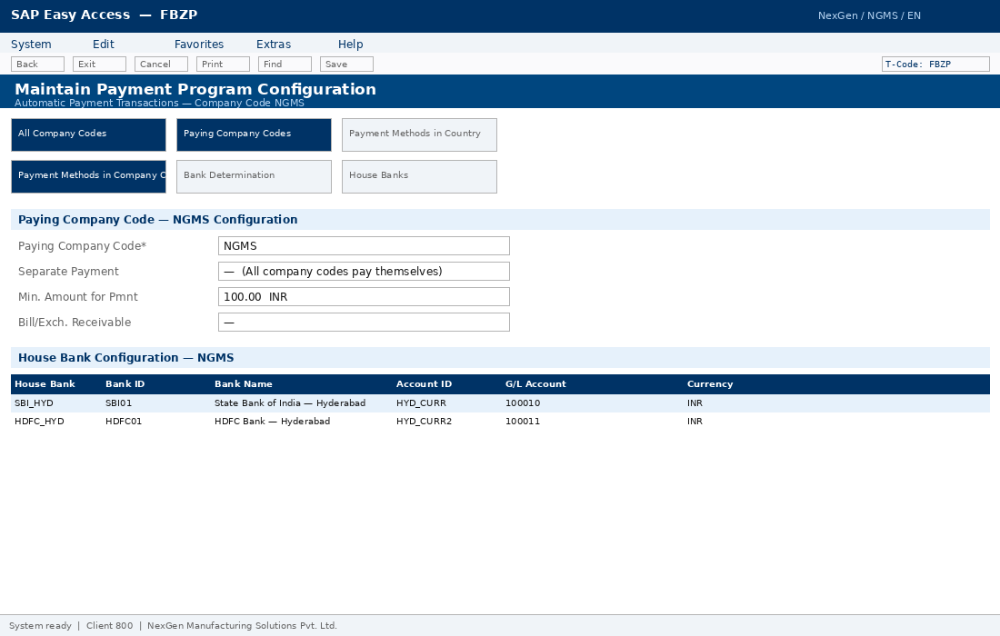 SAP Easy Access — FBZP
NexGen / NGMS / EN
System Edit Favorites Extras Help
Back Exit Cancel Print Find Save T-Code: FBZP
Maintain Payment Program Configuration
Automatic Payment Transactions — Company Code NGMS
All Company Codes Paying Company Codes Payment Methods in Country
Payment Methods in Company C Bank Determination House Banks
Paying Company Code — NGMS Configuration
Paying Company Code* NGMS
Separate Payment — (All company codes pay themselves)
Min. Amount for Pmnt 100.00 INR
Bill/Exch. Receivable —
House Bank Configuration — NGMS
House Bank Bank ID Bank Name Account ID G/L Account Currency
SBI_HYD SBI01 State Bank of India — Hyderabad HYD_CURR 100010 INR
HDFC_HYD HDFC01 HDFC Bank — Hyderabad HYD_CURR2 100011 INR
System ready | Client 800 | NexGen Manufacturing Solutions Pvt. Ltd.